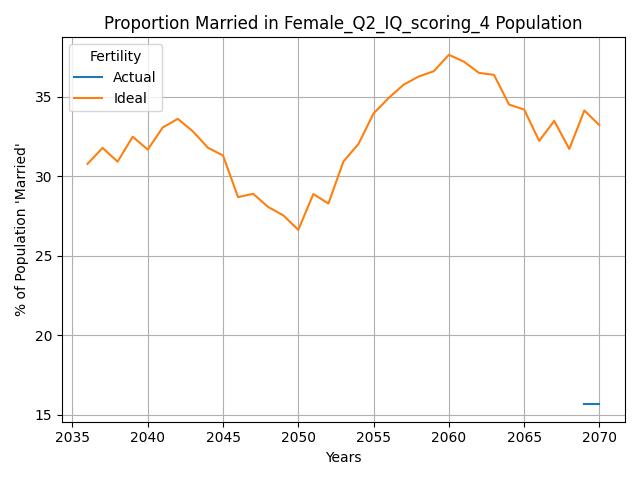 Proportion Married in Female_Q2_IQ_scoring_4 Population
Fertility
Actual
Ideal
% of Population 'Married'
35
30
25
20
15
2035 2040 2045 2050 2055 2060 2065 2070
Years